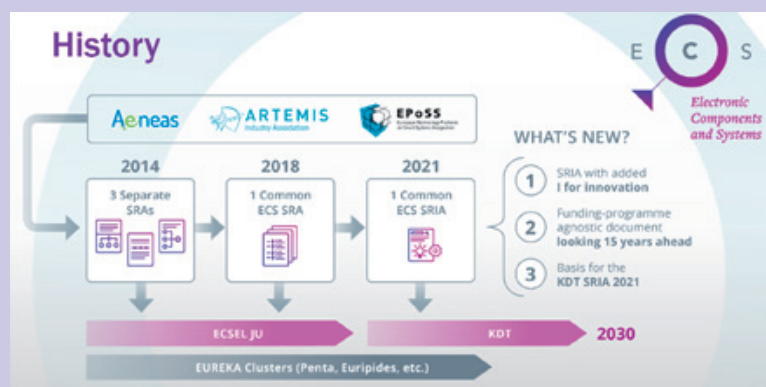 History
E C S
Electronic
Components
and Systems
Aeneas
ARTEMIS
Industry Association
EPoSS
WHAT'S NEW?
2014
3 Separate
SRAs
2018
1 Common
ECS SRA
2021
1 Common
ECS SRIA
1
SRIA with added
I for innovation
2
Funding-programme
agnostic document
looking 15 years ahead
3
Basis for the
KDT SRIA 2021
ECSEL JU
KDT
2030
EUREKA Clusters (Penta, Euripides, etc.)